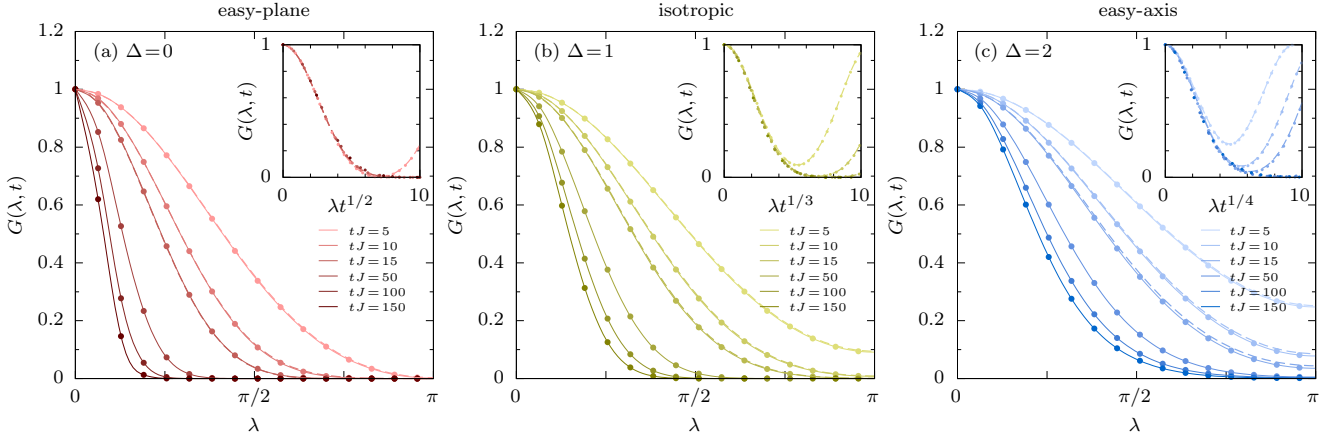 easy-plane
(a) Δ=0
G(λ, t)
1.2
1
0.8
0.6
0.4
0.2
0
0
π/2
π
λ
1
G(λ, t)
0
0
λt^{1/2}
10
tJ = 5
tJ = 10
tJ = 15
tJ = 50
tJ = 100
tJ = 150
isotropic
(b) Δ=1
G(λ, t)
1.2
1
0.8
0.6
0.4
0.2
0
0
π/2
π
λ
1
G(λ, t)
0
0
λt^{1/3}
10
tJ = 5
tJ = 10
tJ = 15
tJ = 50
tJ = 100
tJ = 150
easy-axis
(c) Δ=2
G(λ, t)
1.2
1
0.8
0.6
0.4
0.2
0
0
π/2
π
λ
1
G(λ, t)
0
0
λt^{1/4}
10
tJ = 5
tJ = 10
tJ = 15
tJ = 50
tJ = 100
tJ = 150